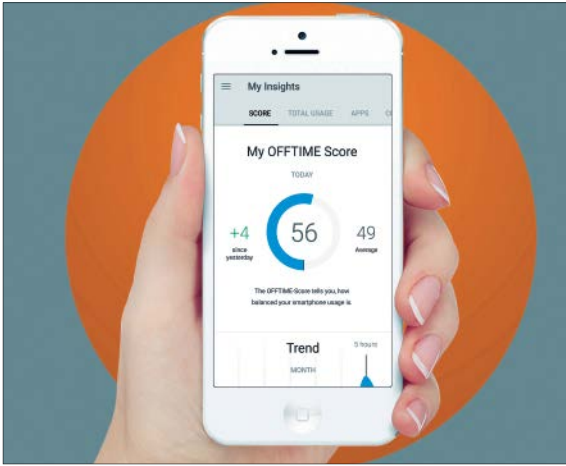 My Insights
SCORE TOTAL USAGE APPS
My OFFTIME Score
TODAY
+4
since
yesterday
56
49
Average
The OFFTIME-Score tells you, how
balanced your smartphone usage is
Trend
5 hours
MONTH